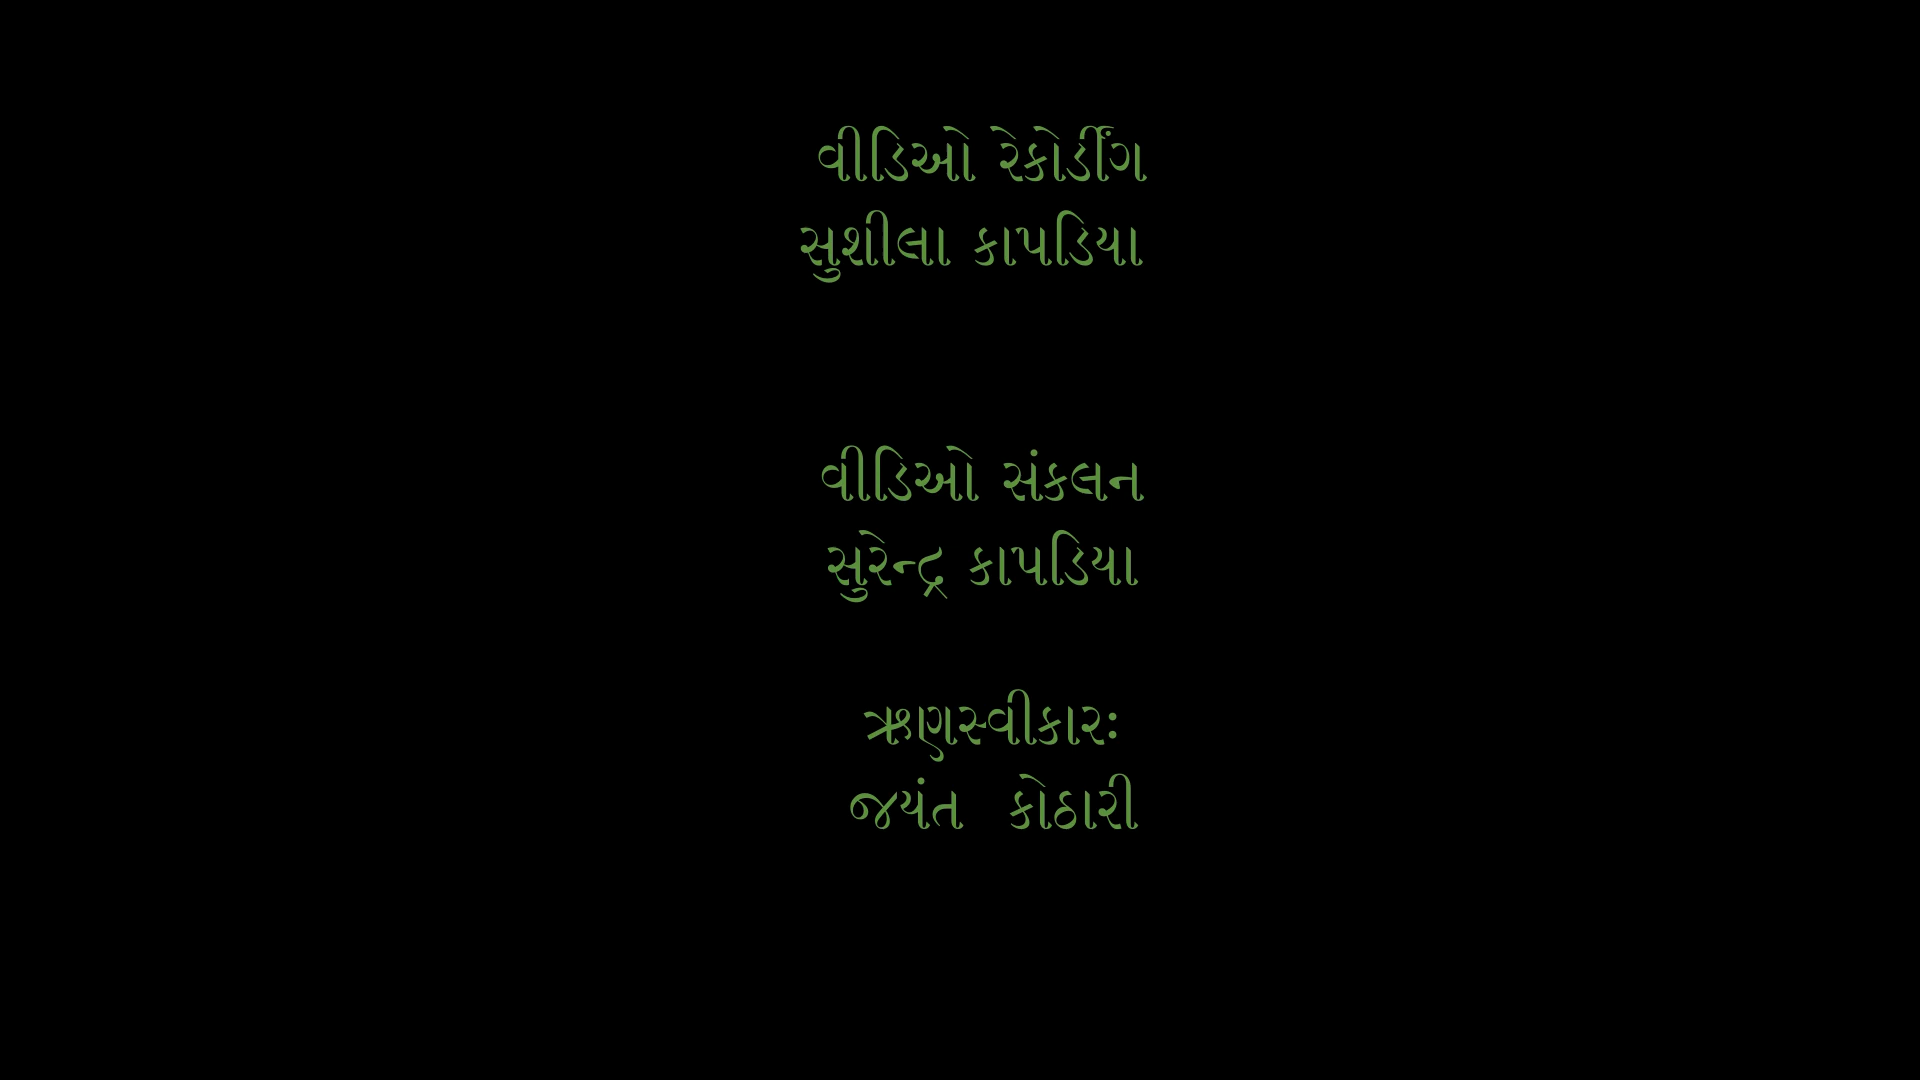 વીડિઓ રેકોર્ડીંગ
સુશીલા કાપડિયા
વીડિઓ સંકલન
સુરેન્દ્ર કાપડિયા
ઋણસ્વીકારઃ
જયંત કોઠારી